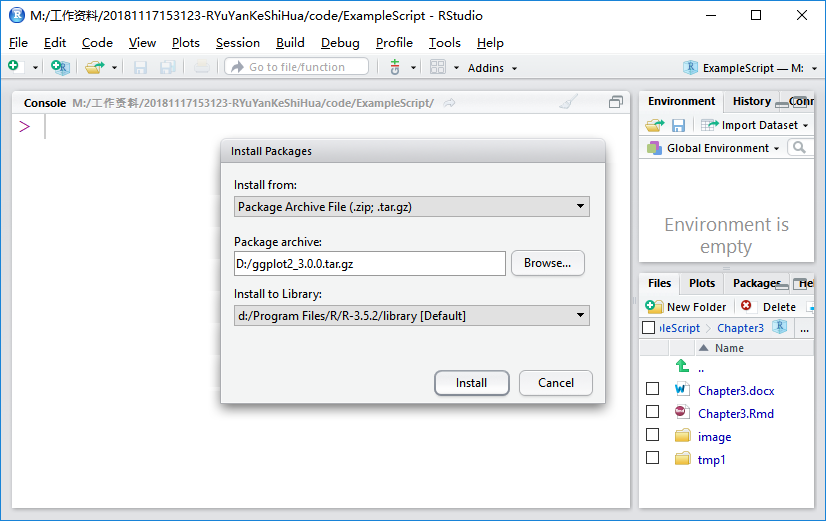 M:/工作资料/20181117153123-RYuYanKeShiHua/code/ExampleScript - RStudio
File Edit Code View Plots Session Build Debug Profile Tools Help
Go to file/function Addins ExampleScript — M:
Console M:/工作资料/20181117153123-RYuYanKeShiHua/code/ExampleScript/
>
Install Packages
Install from:
Package Archive File (.zip; .tar.gz)
Package archive:
D:/ggplot2_3.0.0.tar.gz
Browse...
Install to Library:
d:/Program Files/R/R-3.5.2/library [Default]
Install Cancel
Environment History Conn
Import Dataset
Global Environment
Environment is
empty
Files Plots Packages He
New Folder Delete
leScript Chapter3 ...
Name
..
Chapter3.docx
Chapter3.Rmd
image
tmp1